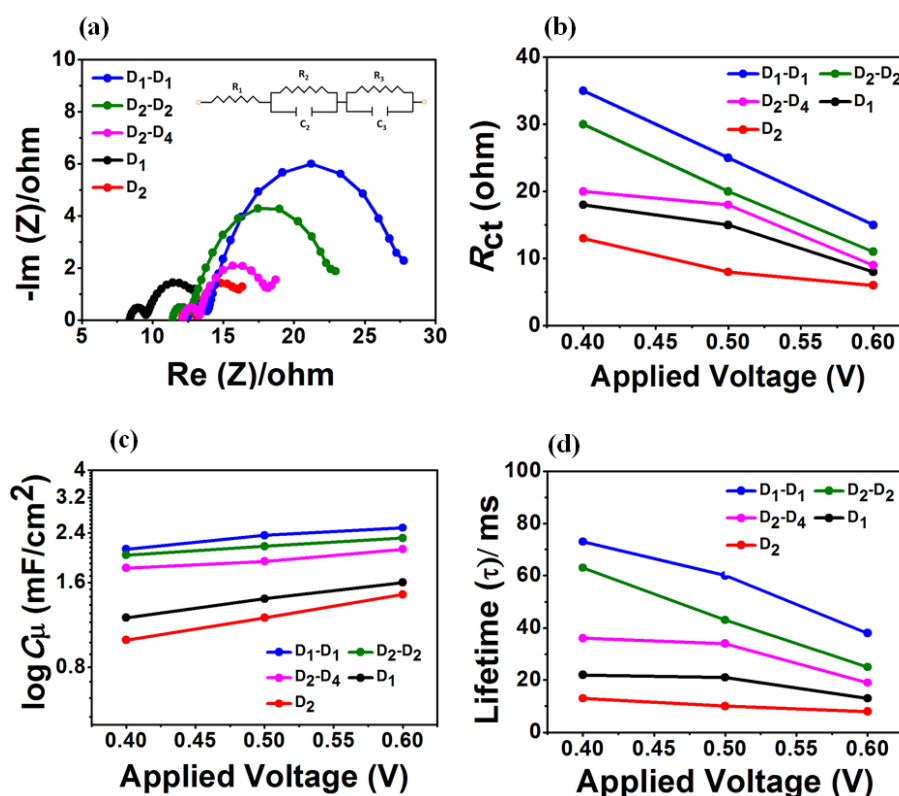 (a)
10
8
6
4
2
0
-Im (Z)/ohm
D1-D1
D2-D2
D2-D4
D1
D2
R1
R2
R3
C2
C3
5 10 15 20 25 30
Re (Z)/ohm
(b)
40
30
20
10
0
Rct (ohm)
D1-D1 D2-D2
D2-D4 D1
D2
0.40 0.45 0.50 0.55 0.60
Applied Voltage (V)
(c)
4
3.2
2.4
1.6
0.8
logCμ (mF/cm2)
D1-D1 D2-D2
D2-D4 D1
D2
0.40 0.45 0.50 0.55 0.60
Applied Voltage (V)
(d)
100
80
60
40
20
0
Lifetime (τ)/ ms
D1-D1 D2-D2
D2-D4 D1
D2
0.40 0.45 0.50 0.55 0.60
Applied Voltage (V)